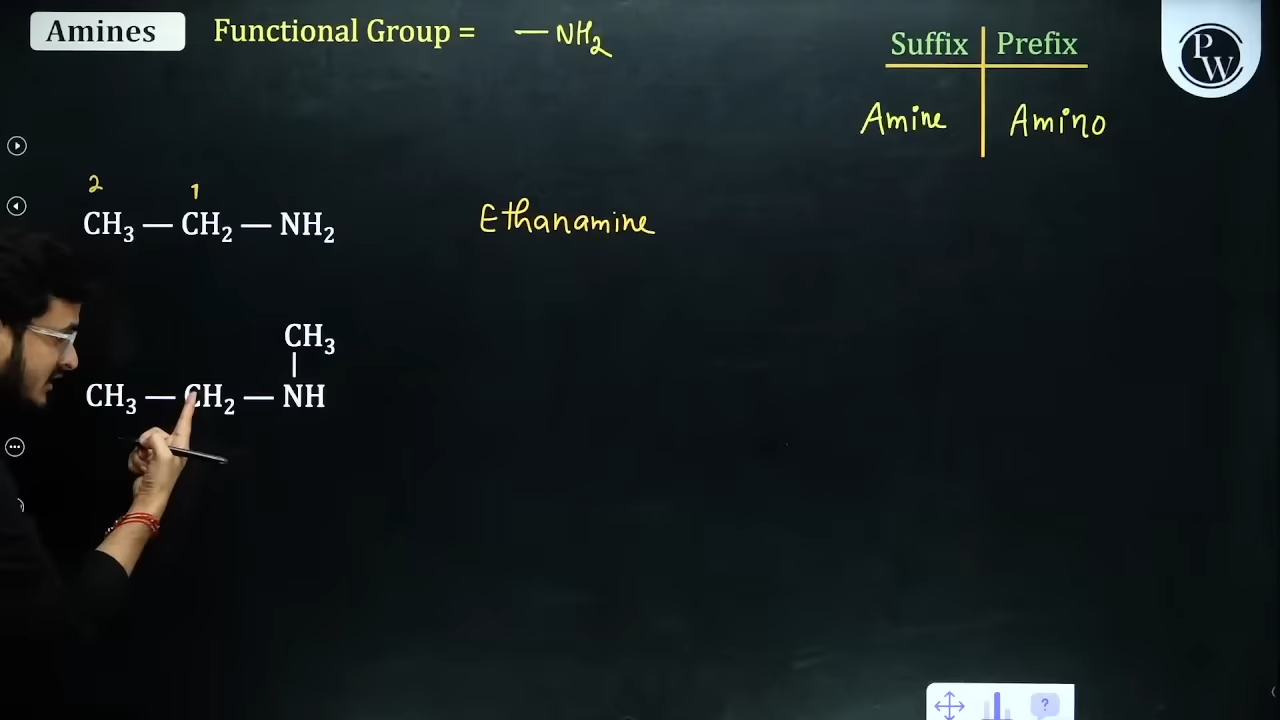 Amines Functional Group = — NH₂
Suffix Prefix
Amine Amino
PW
2 1
CH₃ — CH₂ — NH₂ Ethanamine
CH₃
|
CH₃ — CH₂ — NH
?